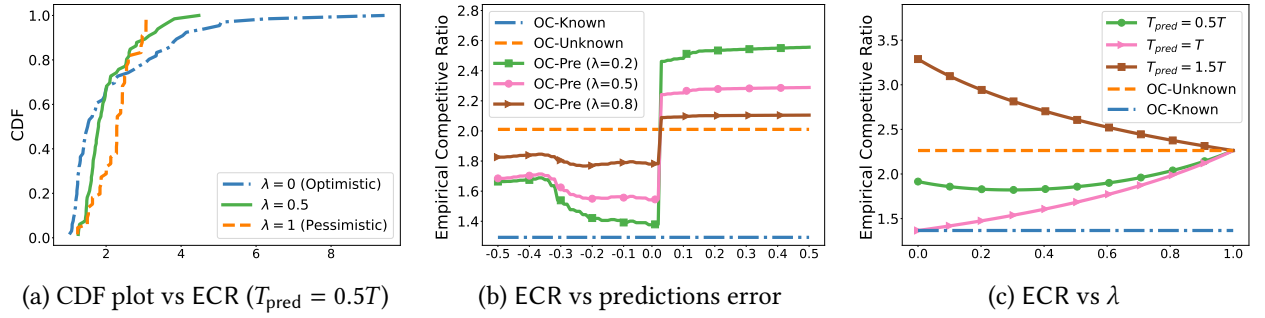 CDF
1.0
0.8
0.6
0.4
0.2
0.0
2 4 6 8
λ = 0 (Optimistic)
λ = 0.5
λ = 1 (Pessimistic)
(a) CDF plot vs ECR (T_pred = 0.5T)
Empirical Competitive Ratio
2.8
2.6
2.4
2.2
2.0
1.8
1.6
1.4
-0.5 -0.4 -0.3 -0.2 -0.1 0.0 0.1 0.2 0.3 0.4 0.5
OC-Known
OC-Unknown
OC-Pre (λ=0.2)
OC-Pre (λ=0.5)
OC-Pre (λ=0.8)
(b) ECR vs predictions error
Empirical Competitive Ratio
3.5
3.0
2.5
2.0
1.5
0.0 0.2 0.4 0.6 0.8 1.0
T_pred = 0.5T
T_pred = T
T_pred = 1.5T
OC-Unknown
OC-Known
(c) ECR vs λ